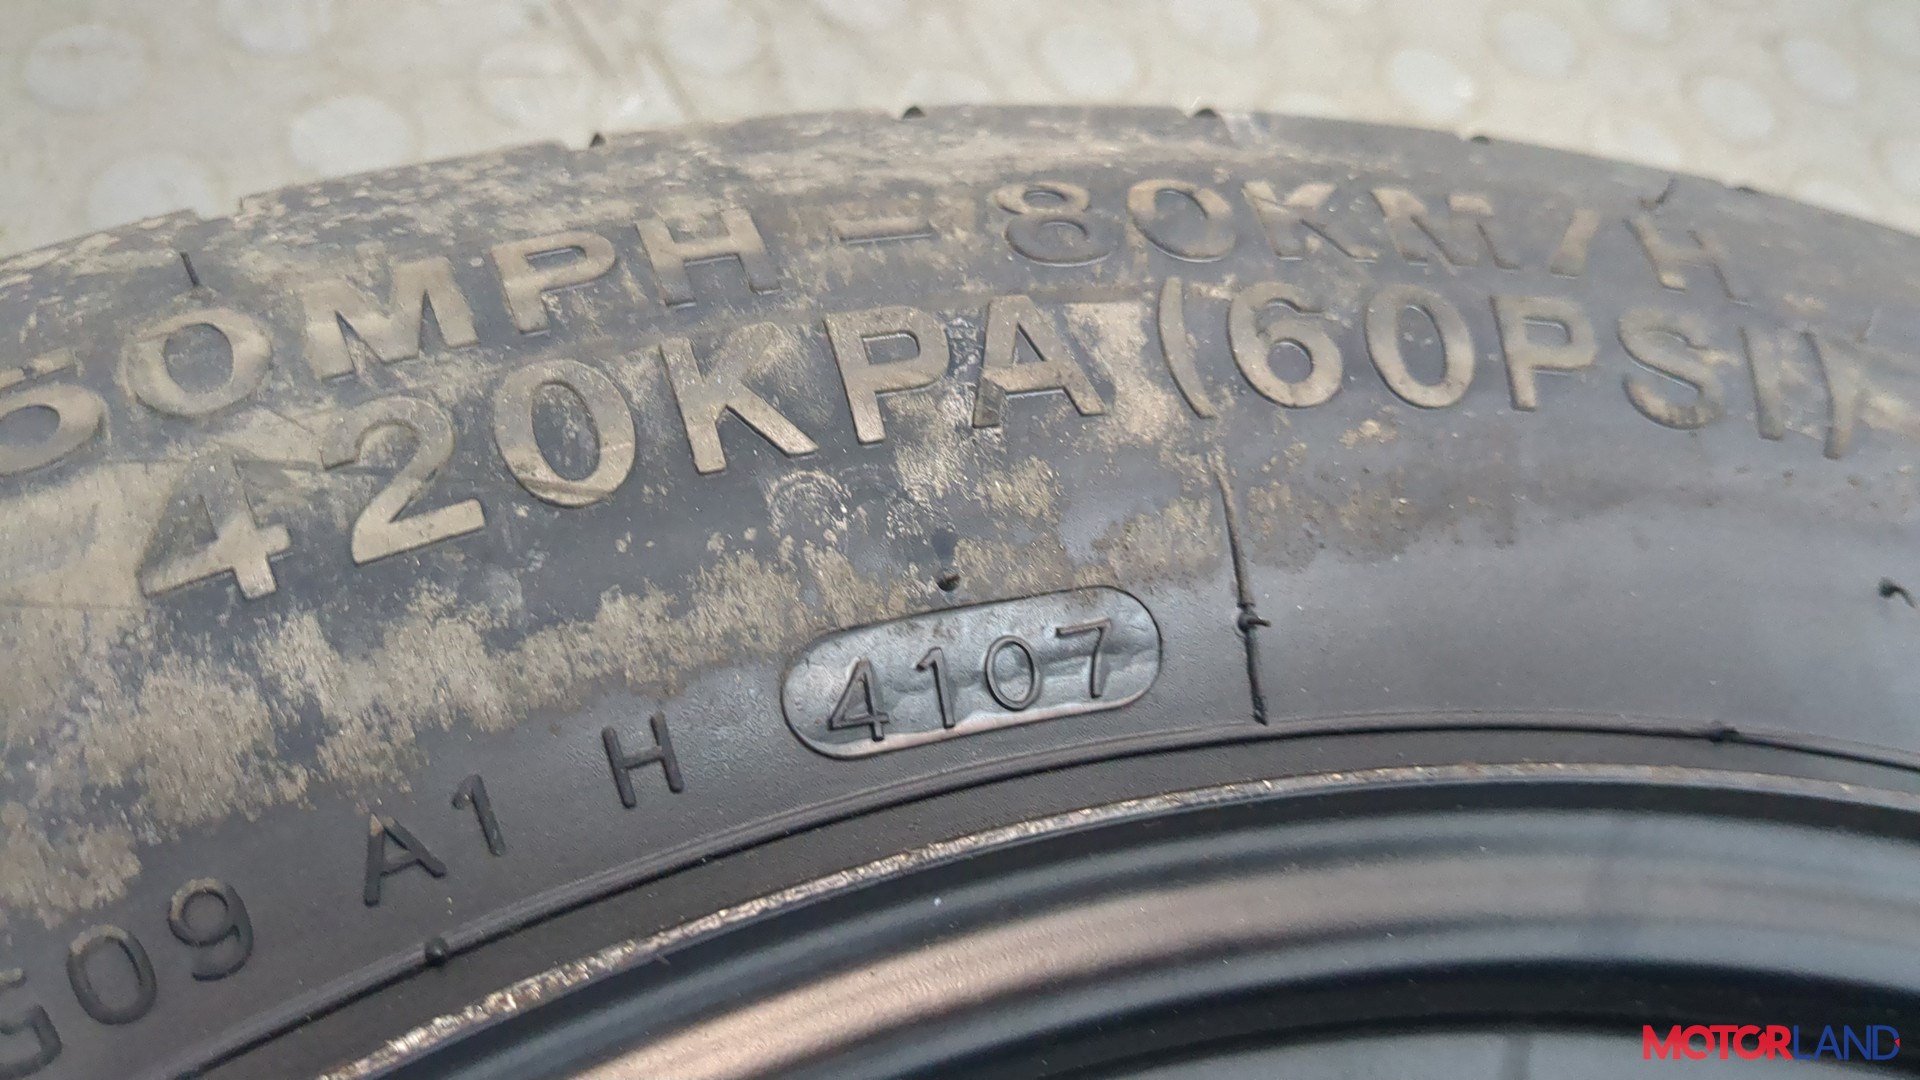 50MPH - 80KM/H
420KPA (60PSI)
4107
509 A1 H
MOTORLAND